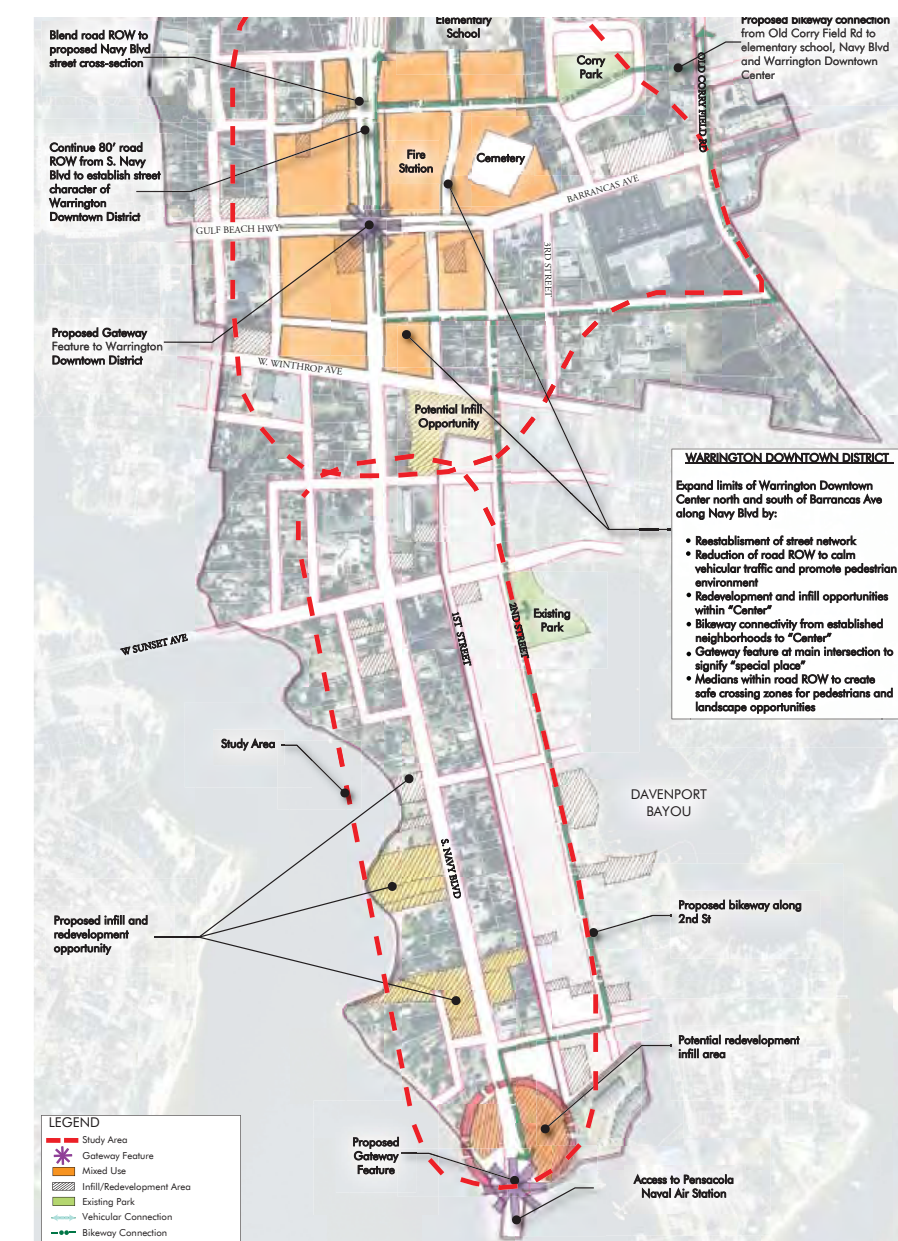 Elementary
School
Blend road ROW to
proposed Navy Blvd
street cross-section
Proposed bikeway connection
from Old Corry Field Rd to
elementary school, Navy Blvd
and Warrington Downtown
Center
Corry
Park
OLD CORRY FIELD RD
Continue 80' road
ROW from S. Navy
Blvd to establish street
character of
Warrington
Downtown District
Fire
Station
Cemetery
BARRANCAS AVE
GULF BEACH HWY
3RD STREET
Proposed Gateway
Feature to Warrington
Downtown District
W. WINTHROP AVE
Potential Infill
Opportunity
WARRINGTON DOWNTOWN DISTRICT
Expand limits of Warrington Downtown
Center north and south of Barrancas Ave
along Navy Blvd by:
• Reestablisment of street network
• Reduction of road ROW to calm
vehicular traffic and promote pedestrian
environment
• Redevelopment and infill opportunities
within "Center"
• Bikeway connectivity from established
neighborhoods to "Center"
• Gateway feature at main intersection to
signify "special place"
• Medians within road ROW to create
safe crossing zones for pedestrians and
landscape opportunities
W SUNSET AVE
1ST STREET
2ND STREET
Existing
Park
Study Area
DAVENPORT
BAYOU
S. NAVY BLVD
Proposed infill and
redevelopment
opportunity
Proposed bikeway along
2nd St
Potential redevelopment
infill area
Proposed
Gateway
Feature
Access to Pensacola
Naval Air Station
LEGEND
Study Area
Gateway Feature
Mixed Use
Infill/Redevelopment Area
Existing Park
Vehicular Connection
Bikeway Connection